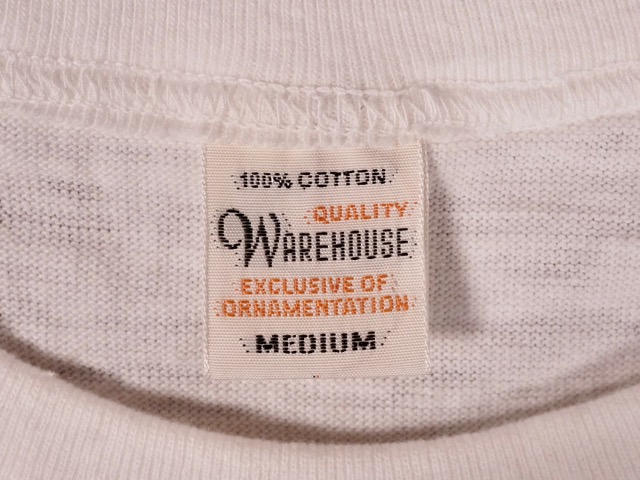 100% COTTON
QUALITY
WAREHOUSE
EXCLUSIVE OF
ORNAMENTATION
MEDIUM